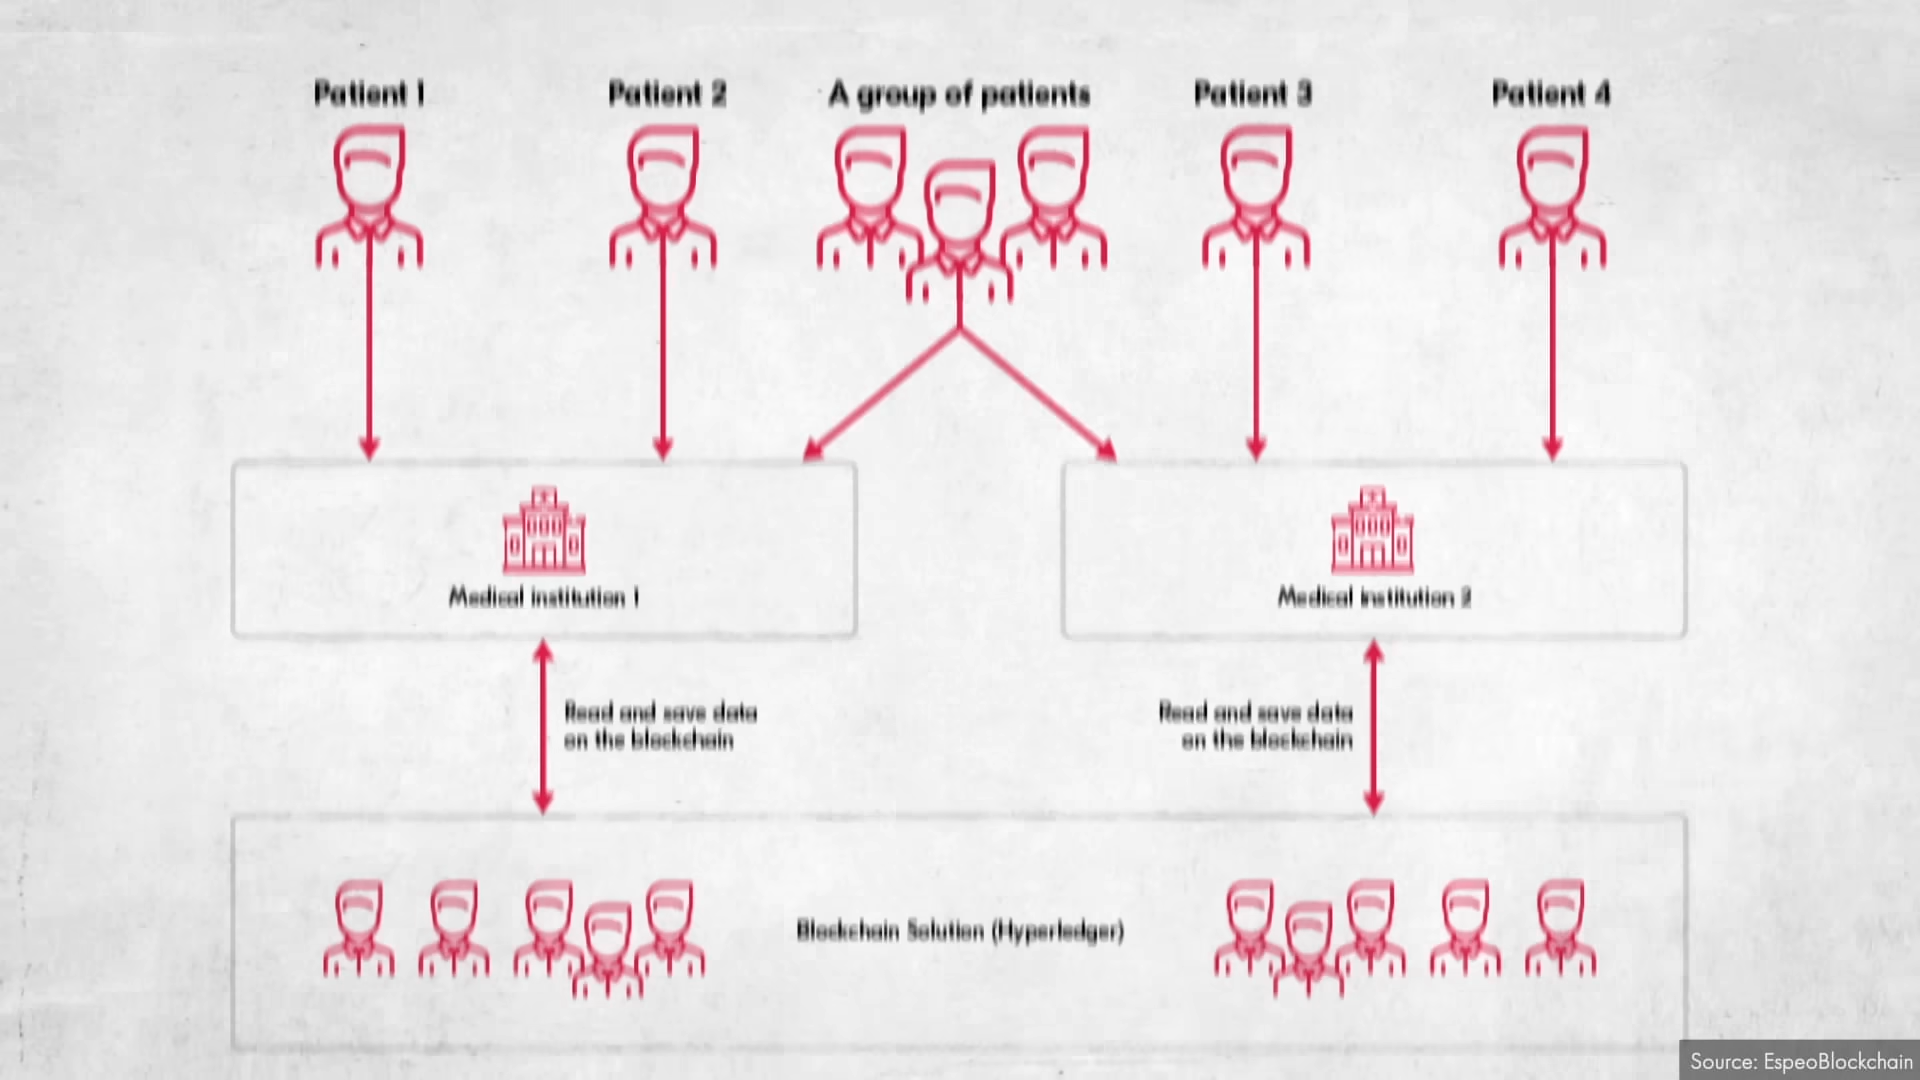 Patient 1
Patient 2
A group of patients
Patient 3
Patient 4
Medical institution 1
Medical institution 2
Read and save data
on the blockchain
Read and save data
on the blockchain
Blockchain Solution (Hyperledger)
Source: EspeoBlockchain